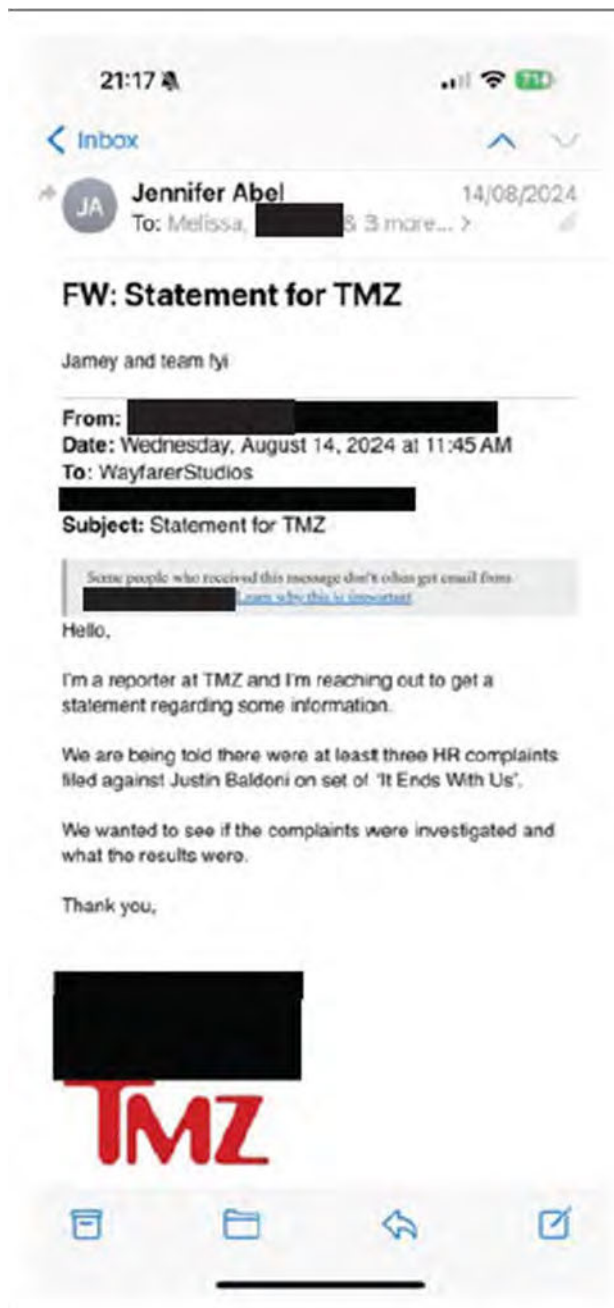 21:17
Inbox
JA
Jennifer Abel
14/08/2024
To: Melissa, & 3 more... >
FW: Statement for TMZ
Jamey and team fyi
From:
Date: Wednesday, August 14, 2024 at 11:45 AM
To: WayfarerStudios
Subject: Statement for TMZ
Some people who received this message don't often get email from
Learn why this is important
Hello,
I'm a reporter at TMZ and I'm reaching out to get a
statement regarding some information.
We are being told there were at least three HR complaints
filed against Justin Baldoni on set of 'It Ends With Us'.
We wanted to see if the complaints were investigated and
what the results were.
Thank you,
TMZ